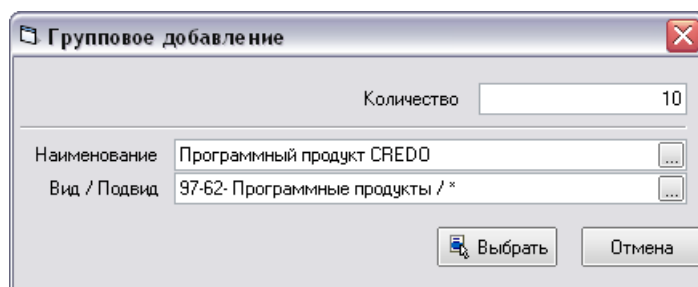 Групповое добавление
Количество 10
Наименование Программный продукт CREDO ...
Вид / Подвид 97-62- Программные продукты / * ...
Выбрать Отмена